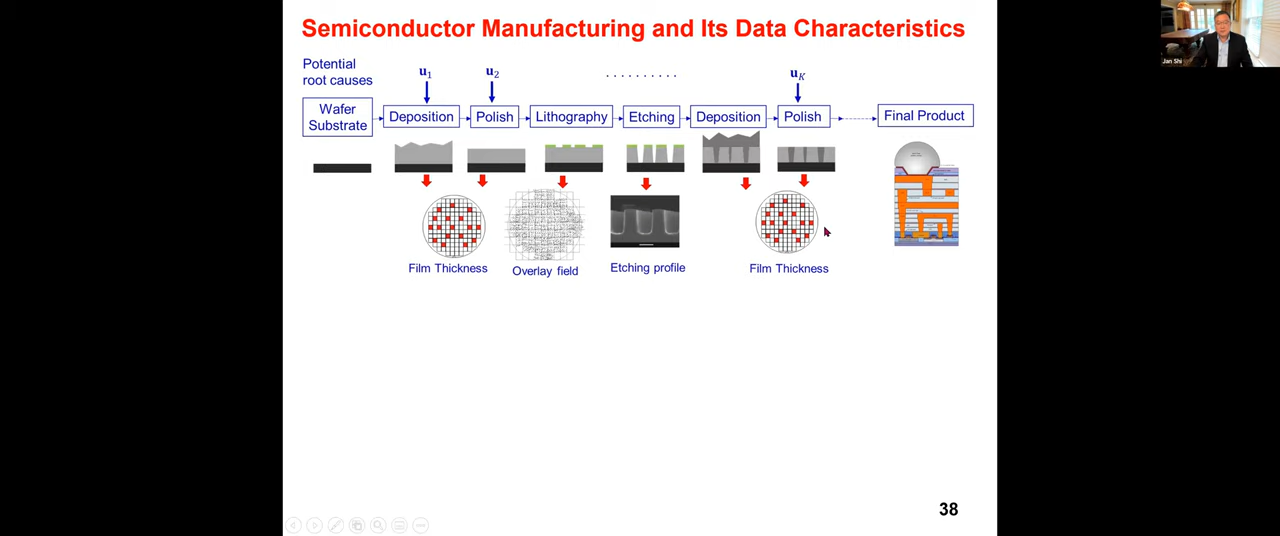 Semiconductor Manufacturing and Its Data Characteristics
Jan Shi
Potential
root causes
u1
u2
. . . . . . . . . .
uK
Wafer
Substrate
Deposition
Polish
Lithography
Etching
Deposition
Polish
Final Product
Film Thickness
Overlay field
Etching profile
Film Thickness
38